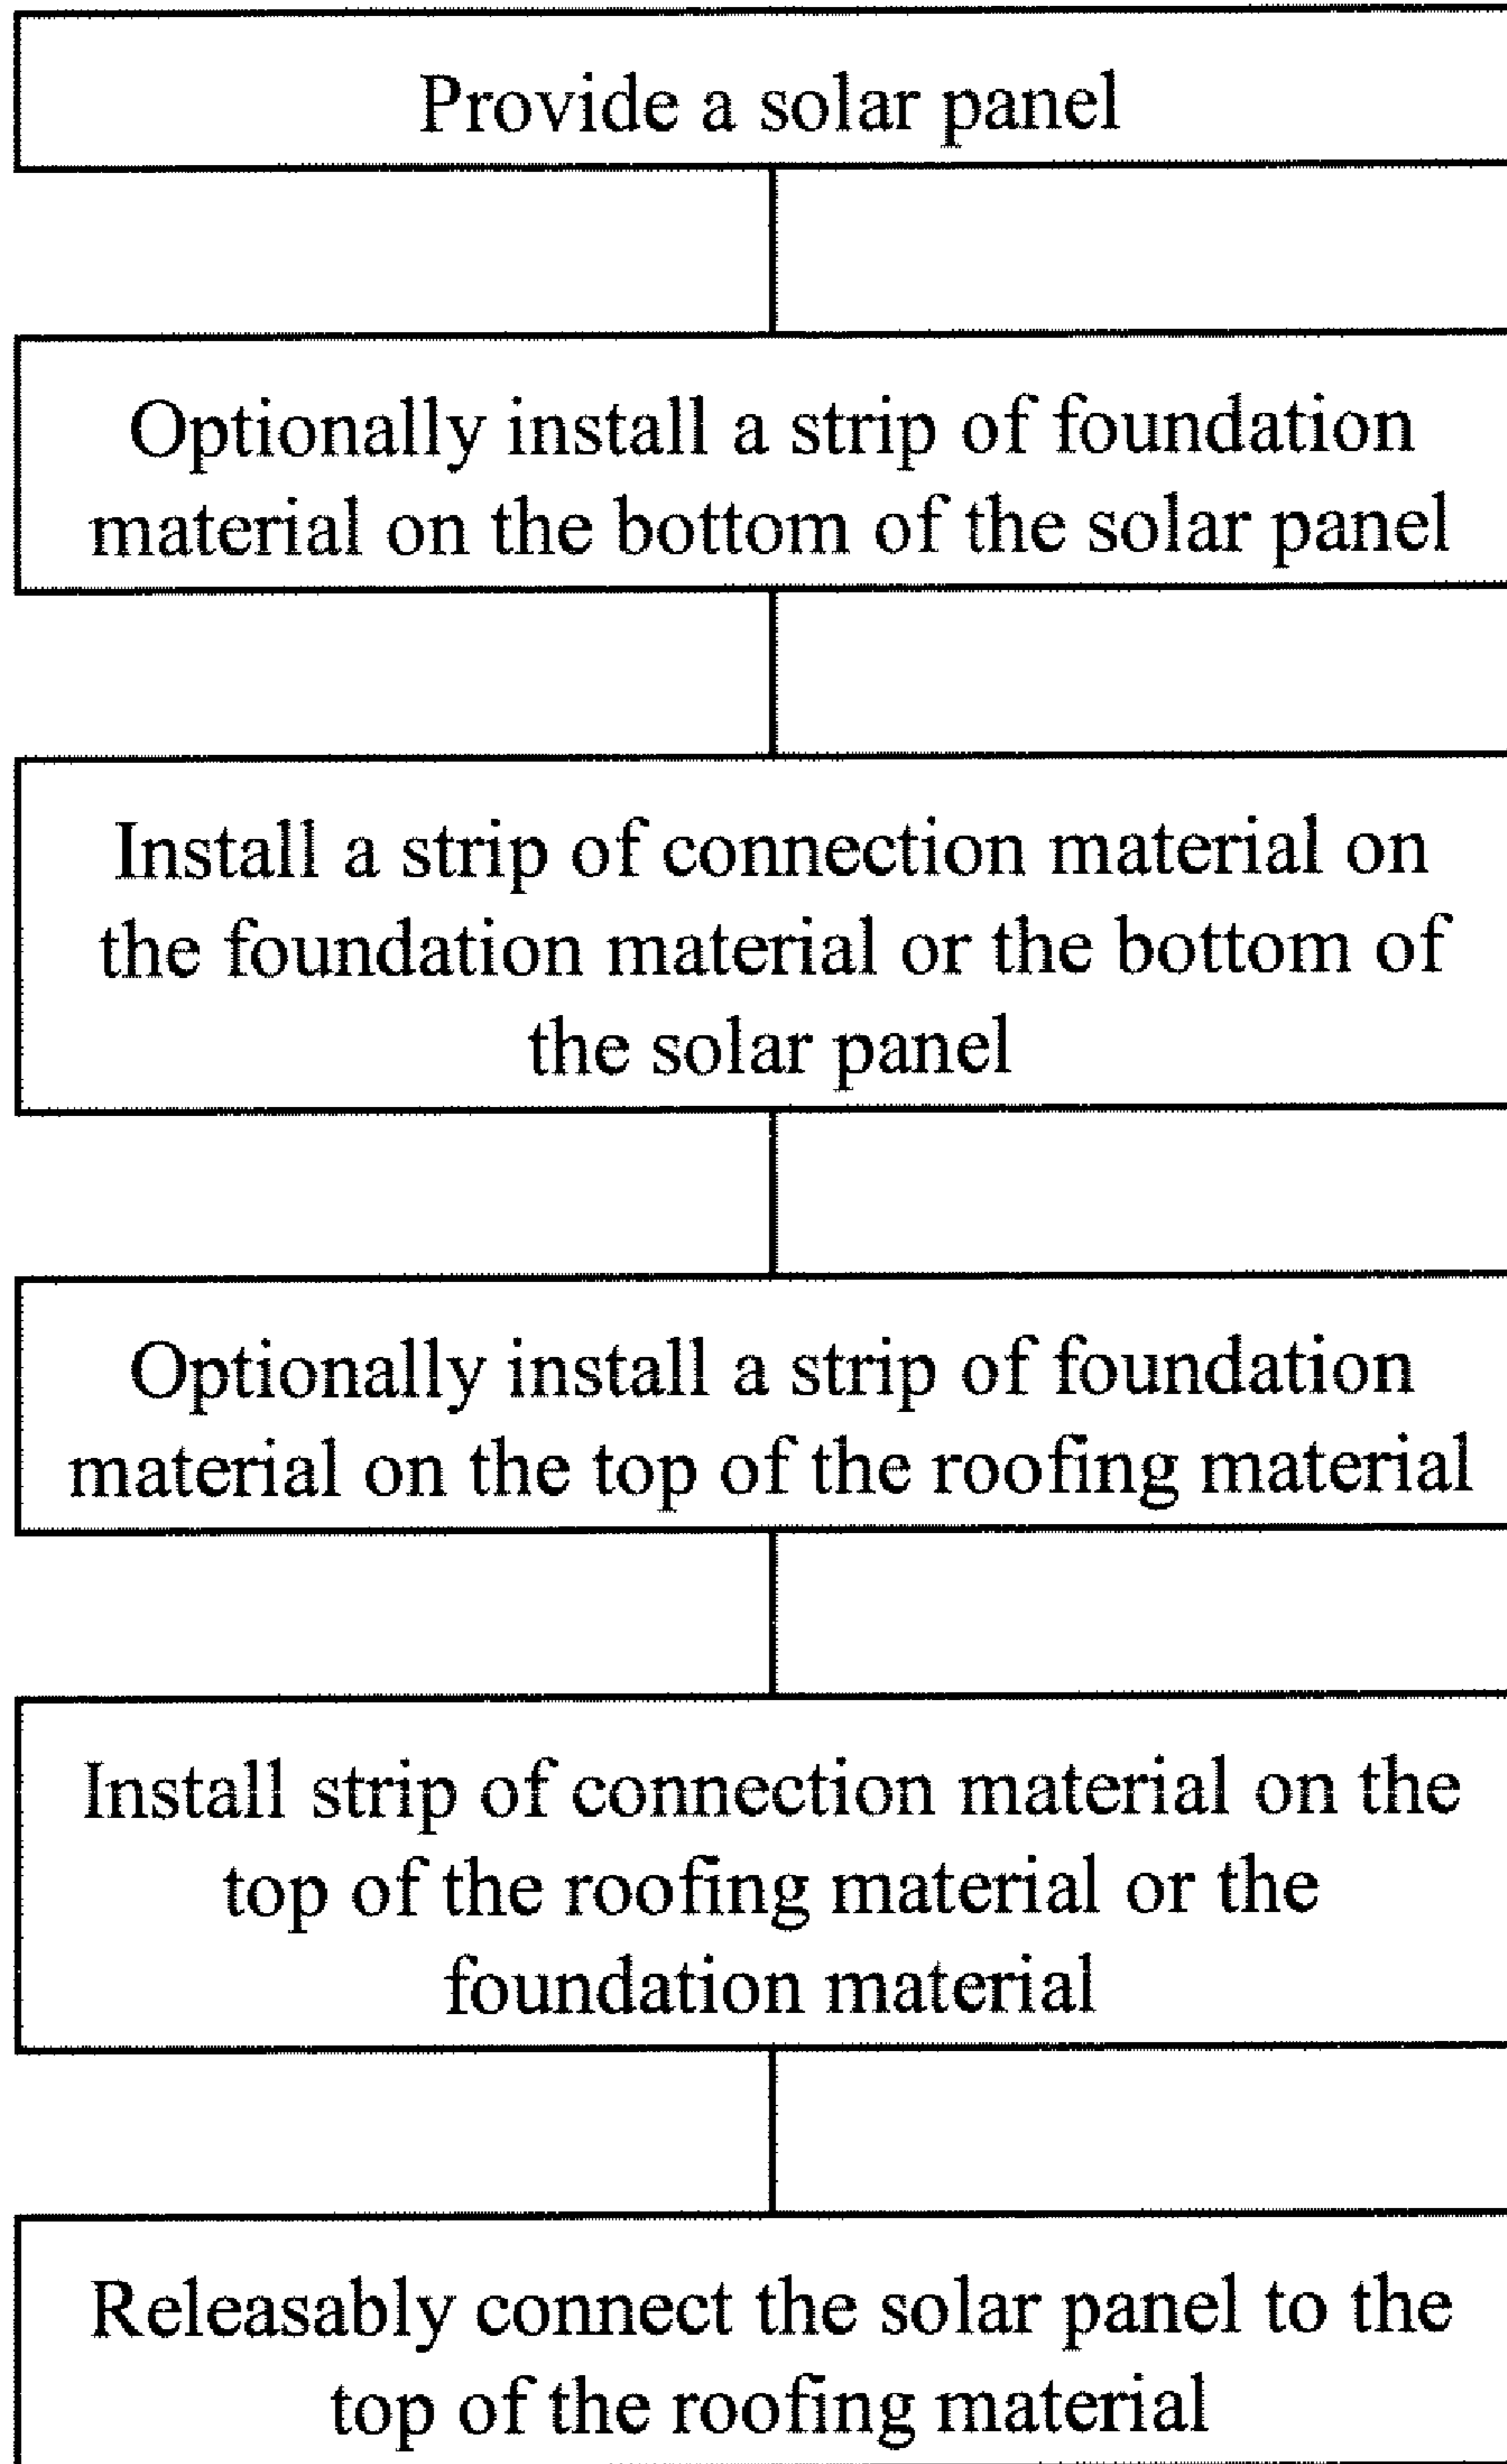 Provide a solar panel
Optionally install a strip of foundation
material on the bottom of the solar panel
Install a strip of connection material on
the foundation material or the bottom of
the solar panel
Optionally install a strip of foundation
material on the top of the roofing material
Install strip of connection material on the
top of the roofing material or the
foundation material
Releasably connect the solar panel to the
top of the roofing material